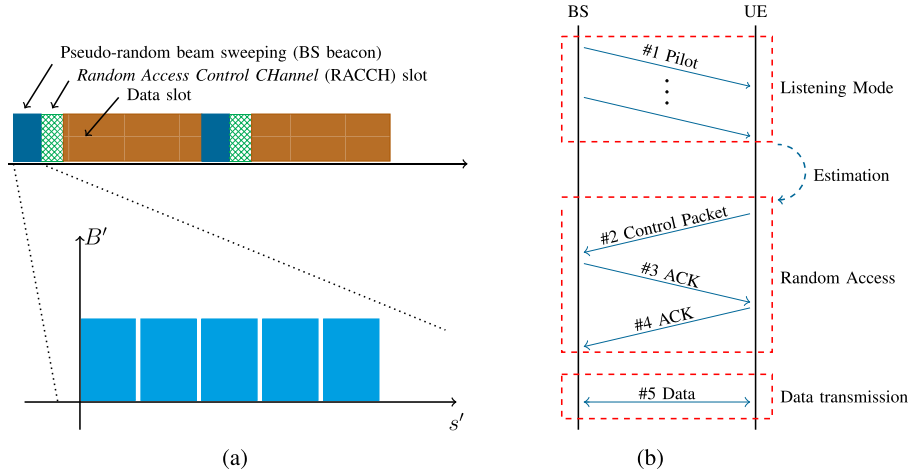 Pseudo-random beam sweeping (BS beacon)
Random Access Control CHannel (RACCH) slot
Data slot
B′
s′
(a)
BS
UE
#1 Pilot
Listening Mode
Estimation
#2 Control Packet
#3 ACK
Random Access
#4 ACK
#5 Data
Data transmission
(b)